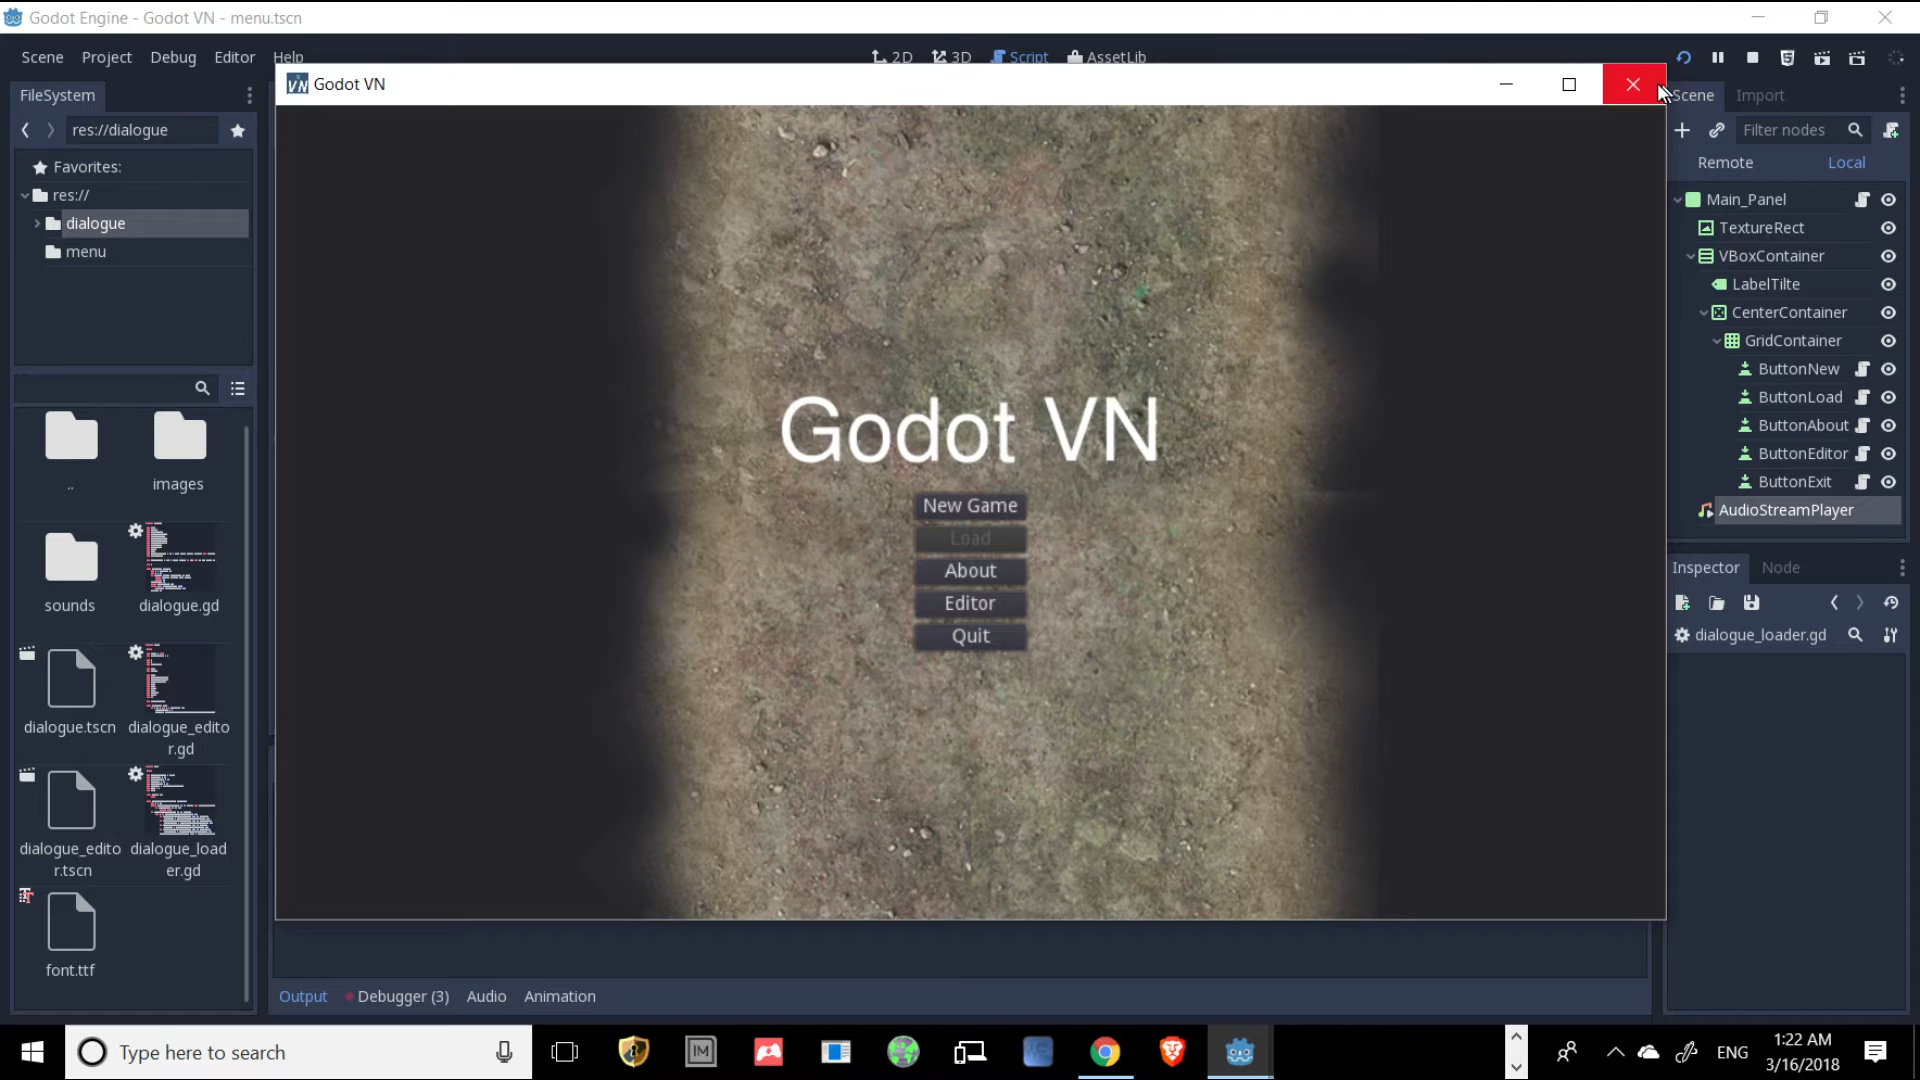 Godot Engine - Godot VN - menu.tscn
Scene Project Debug Editor Help
2D 3D Script AssetLib
VN Godot VN
FileSystem
Scene Import
res://dialogue
Filter nodes
Favorites:
Remote Local
res://
dialogue
menu
Main_Panel
TextureRect
VBoxContainer
LabelTilte
CenterContainer
GridContainer
ButtonNew
ButtonLoad
ButtonAbout
ButtonEditor
ButtonExit
AudioStreamPlayer
..
images
sounds
dialogue.gd
dialogue.tscn
dialogue_edito
r.gd
dialogue_edito
r.tscn
dialogue_load
er.gd
font.ttf
Godot VN
New Game
Load
About
Editor
Quit
Inspector Node
dialogue_loader.gd
Output Debugger (3) Audio Animation
Type here to search
IM
ENG
1:22 AM
3/16/2018